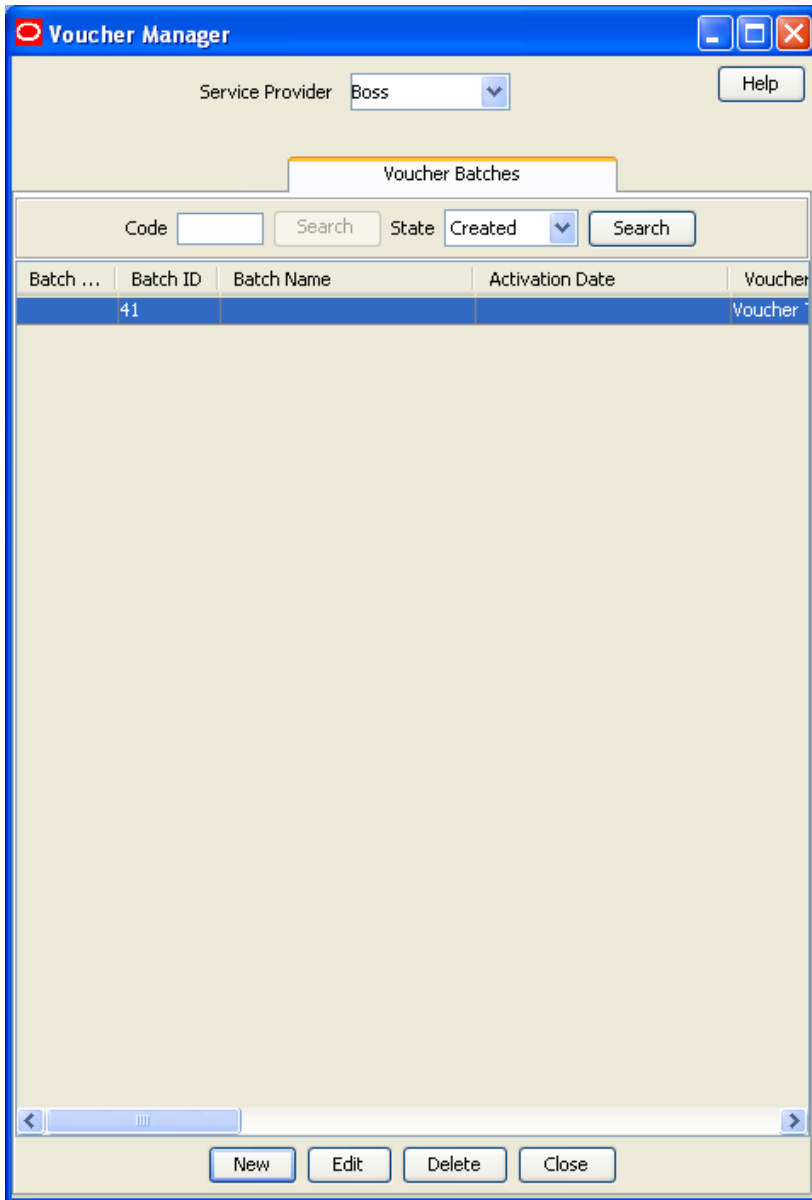 Voucher Manager
Service Provider Boss Help
Voucher Batches
Code Search State Created Search
Batch ... Batch ID Batch Name Activation Date Voucher
41 Voucher
New Edit Delete Close